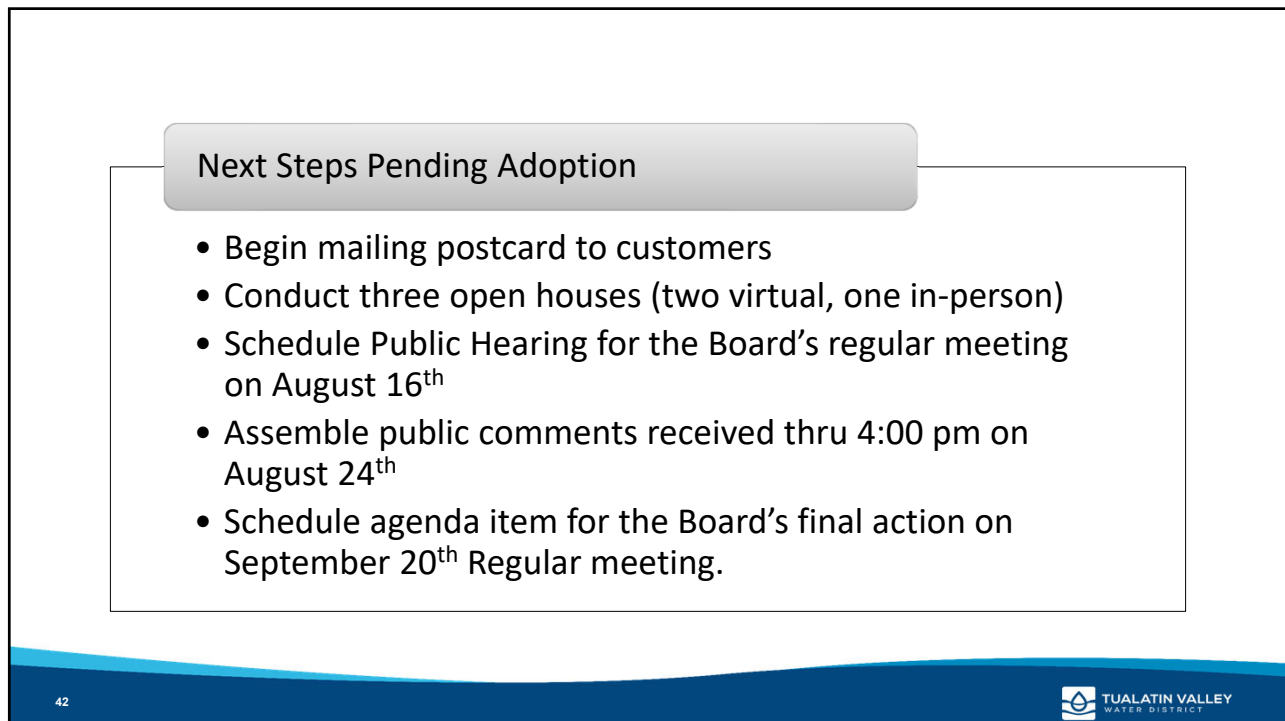 Next Steps Pending Adoption
• Begin mailing postcard to customers
• Conduct three open houses (two virtual, one in-person)
• Schedule Public Hearing for the Board’s regular meeting
on August 16th
• Assemble public comments received thru 4:00 pm on
August 24th
• Schedule agenda item for the Board’s final action on
September 20th Regular meeting.
42
TUALATIN VALLEY
WATER DISTRICT